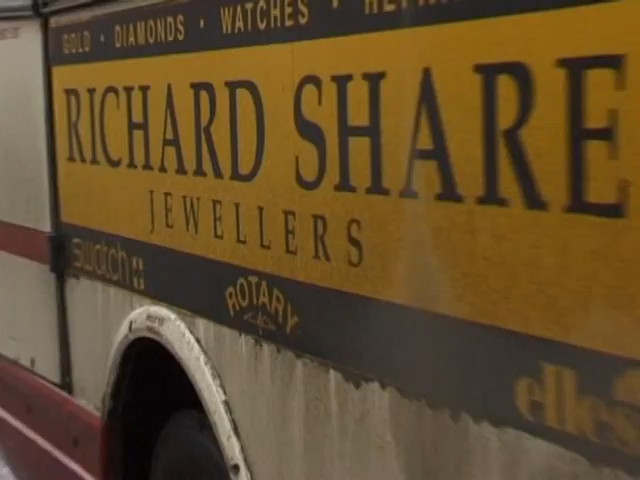 GOLD · DIAMONDS · WATCHES ·
RICHARD SHARE
JEWELLERS
swatch
ROTARY